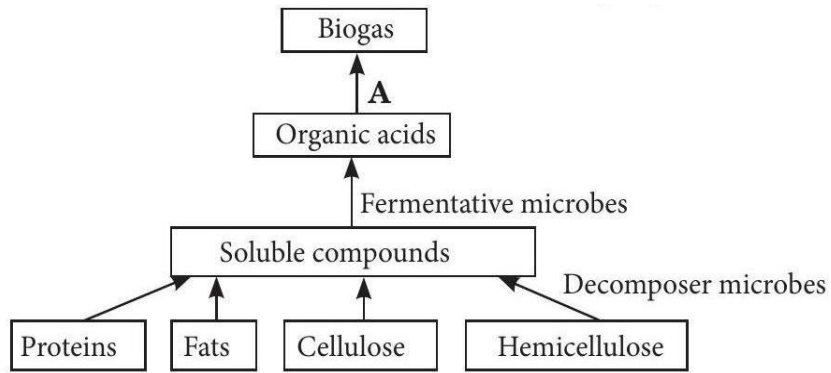 Biogas
A
Organic acids
Fermentative microbes
Soluble compounds
Decomposer microbes
Proteins
Fats
Cellulose
Hemicellulose